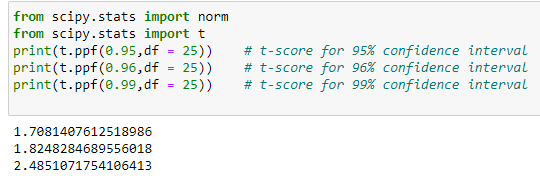 from scipy.stats import norm
from scipy.stats import t
print(t.ppf(0.95,df = 25))    # t-score for 95% confidence interval
print(t.ppf(0.96,df = 25))    # t-score for 96% confidence interval
print(t.ppf(0.99,df = 25))    # t-score for 99% confidence interval
1.7081407612518986
1.8248284689556018
2.4851071754106413